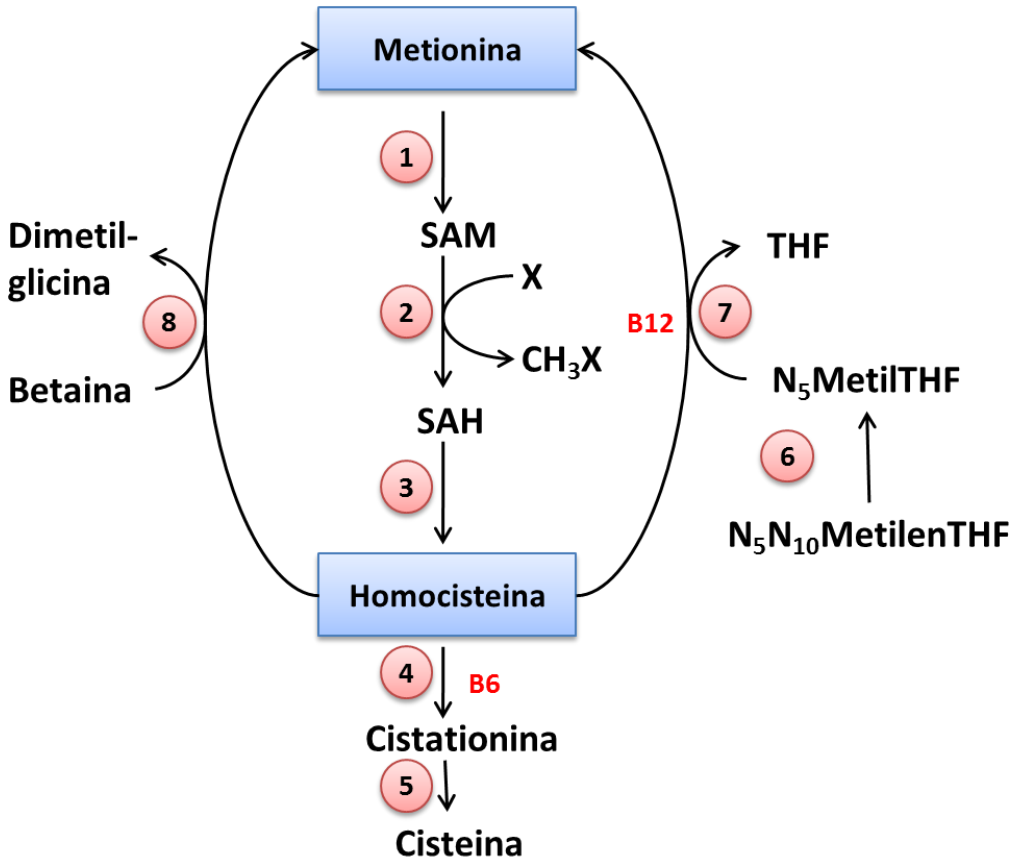 Metionina
1
SAM
Dimetil-
glicina
THF
X
2
8
B12
7
CH₃X
Betaina
N₅MetilTHF
SAH
6
3
N₅N₁₀MetilenTHF
Homocisteina
4
B6
Cistationina
5
Cisteina